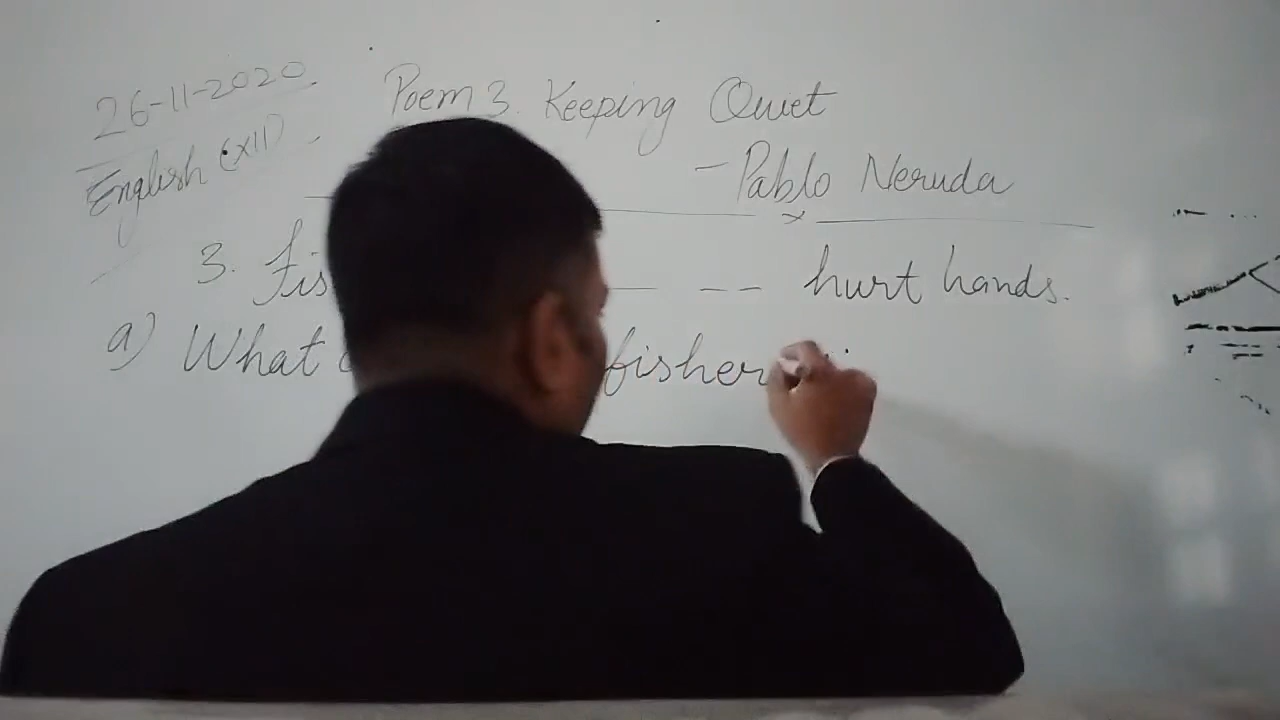 26-11-2020.
English (XII).
Poem 3. Keeping Quiet
- Pablo Neruda
3. Fis -- hurt hands.
a) What fisher